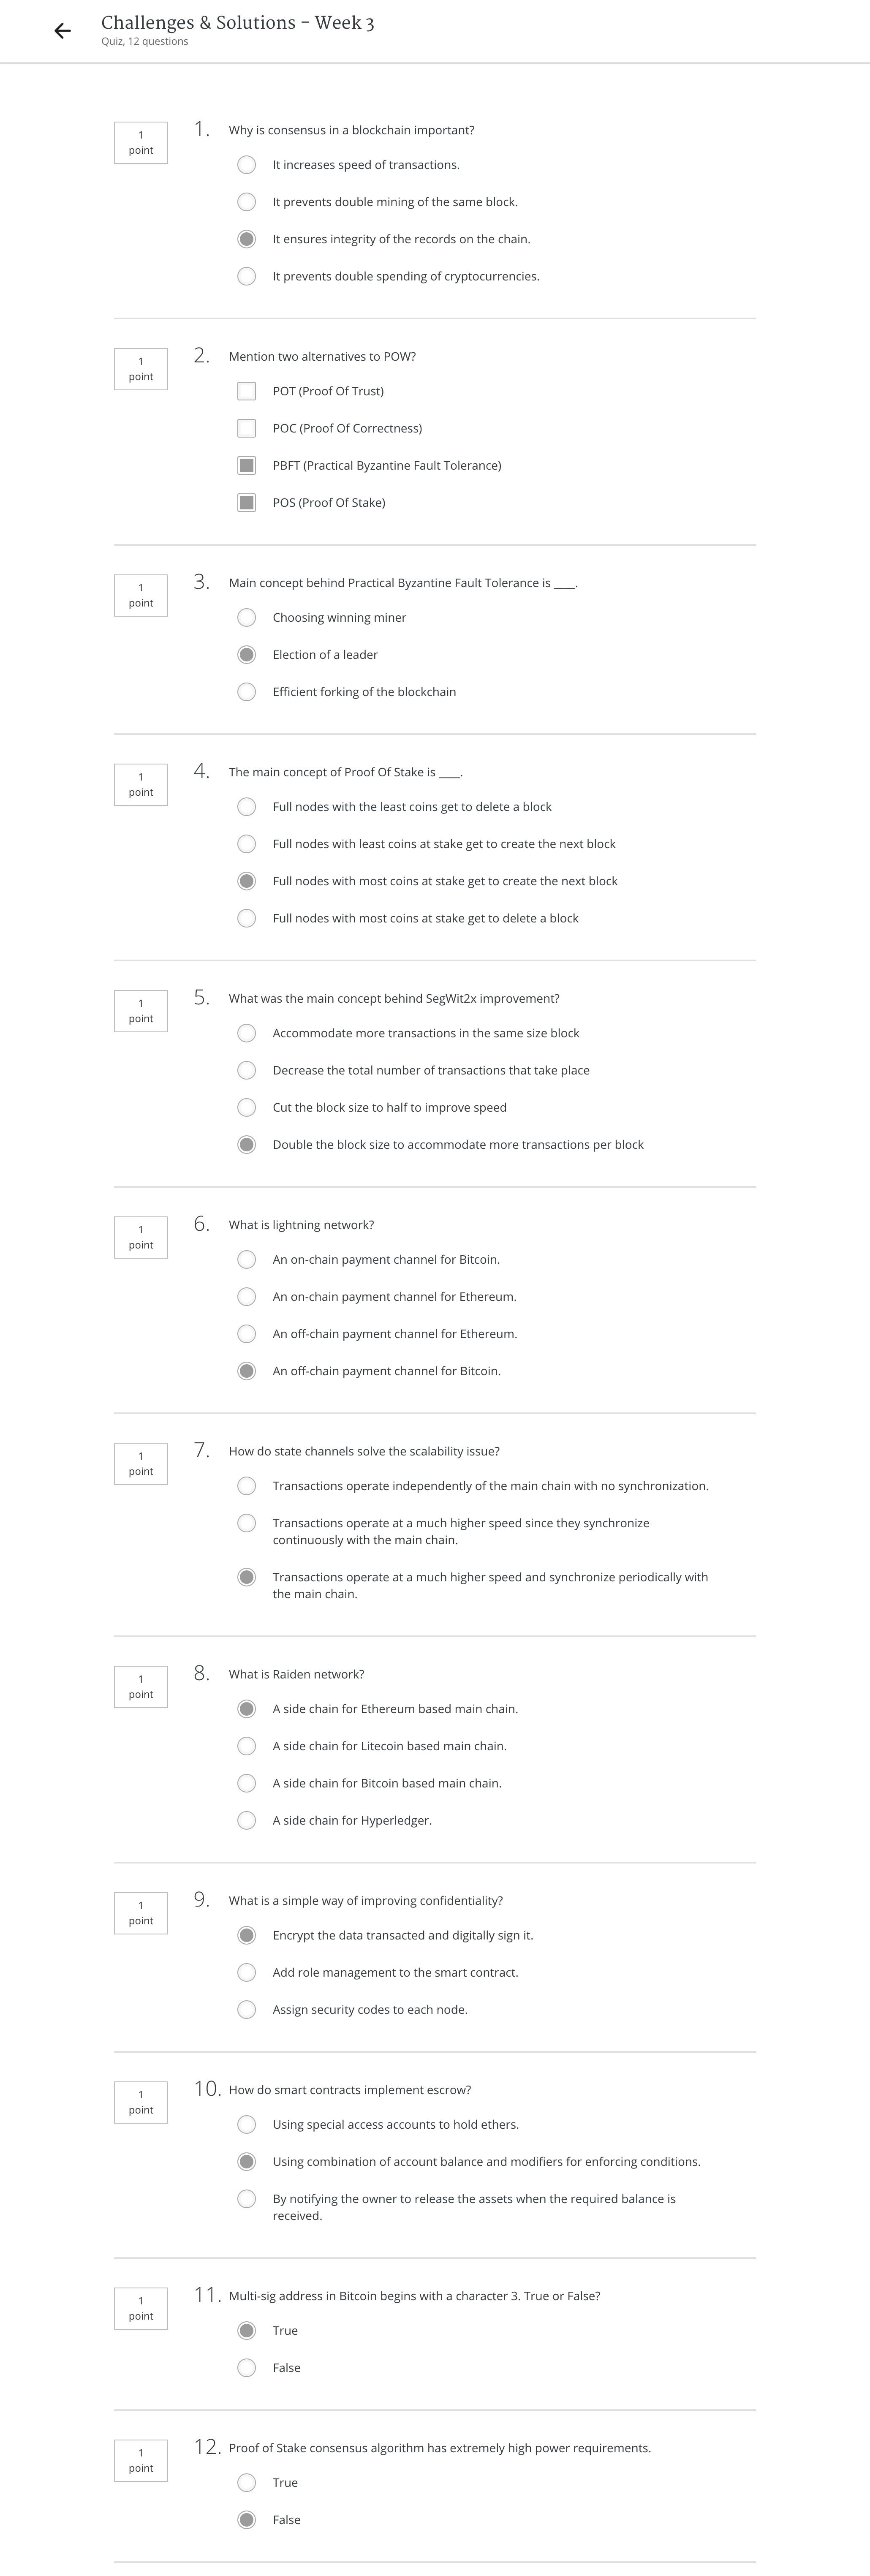 Challenges & Solutions - Week 3
Quiz, 12 questions
1
point
1.
Why is consensus in a blockchain important?
It increases speed of transactions.
It prevents double mining of the same block.
It ensures integrity of the records on the chain.
It prevents double spending of cryptocurrencies.
1
point
2.
Mention two alternatives to POW?
POT (Proof Of Trust)
POC (Proof Of Correctness)
PBFT (Practical Byzantine Fault Tolerance)
POS (Proof Of Stake)
1
point
3.
Main concept behind Practical Byzantine Fault Tolerance is ____.
Choosing winning miner
Election of a leader
Efficient forking of the blockchain
1
point
4.
The main concept of Proof Of Stake is ____.
Full nodes with the least coins get to delete a block
Full nodes with least coins at stake get to create the next block
Full nodes with most coins at stake get to create the next block
Full nodes with most coins at stake get to delete a block
1
point
5.
What was the main concept behind SegWit2x improvement?
Accommodate more transactions in the same size block
Decrease the total number of transactions that take place
Cut the block size to half to improve speed
Double the block size to accommodate more transactions per block
1
point
6.
What is lightning network?
An on-chain payment channel for Bitcoin.
An on-chain payment channel for Ethereum.
An off-chain payment channel for Ethereum.
An off-chain payment channel for Bitcoin.
1
point
7.
How do state channels solve the scalability issue?
Transactions operate independently of the main chain with no synchronization.
Transactions operate at a much higher speed since they synchronize
continuously with the main chain.
Transactions operate at a much higher speed and synchronize periodically with
the main chain.
1
point
8.
What is Raiden network?
A side chain for Ethereum based main chain.
A side chain for Litecoin based main chain.
A side chain for Bitcoin based main chain.
A side chain for Hyperledger.
1
point
9.
What is a simple way of improving confidentiality?
Encrypt the data transacted and digitally sign it.
Add role management to the smart contract.
Assign security codes to each node.
1
point
10.
How do smart contracts implement escrow?
Using special access accounts to hold ethers.
Using combination of account balance and modifiers for enforcing conditions.
By notifying the owner to release the assets when the required balance is
received.
1
point
11.
Multi-sig address in Bitcoin begins with a character 3. True or False?
True
False
1
point
12.
Proof of Stake consensus algorithm has extremely high power requirements.
True
False